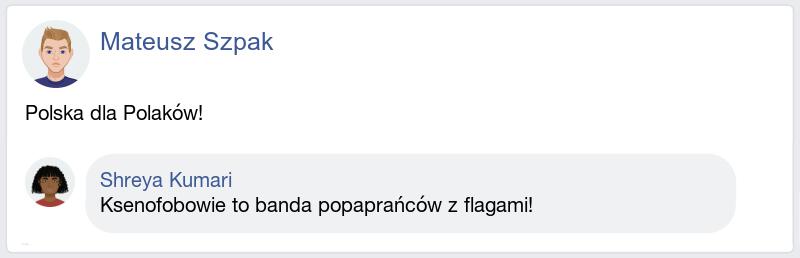 Mateusz Szpak
Polska dla Polaków!
Shreya Kumari
Ksenofobowie to banda popaprańców z flagami!